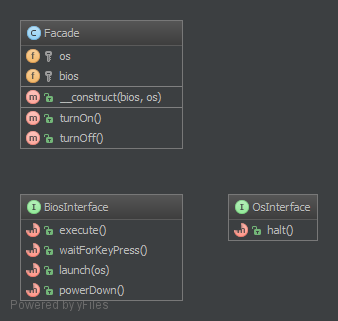 Facade
os
bios
__construct(bios, os)
turnOn()
turnOff()
BiosInterface
execute()
waitForKeyPress()
launch(os)
powerDown()
OsInterface
halt()
Powered by yFiles